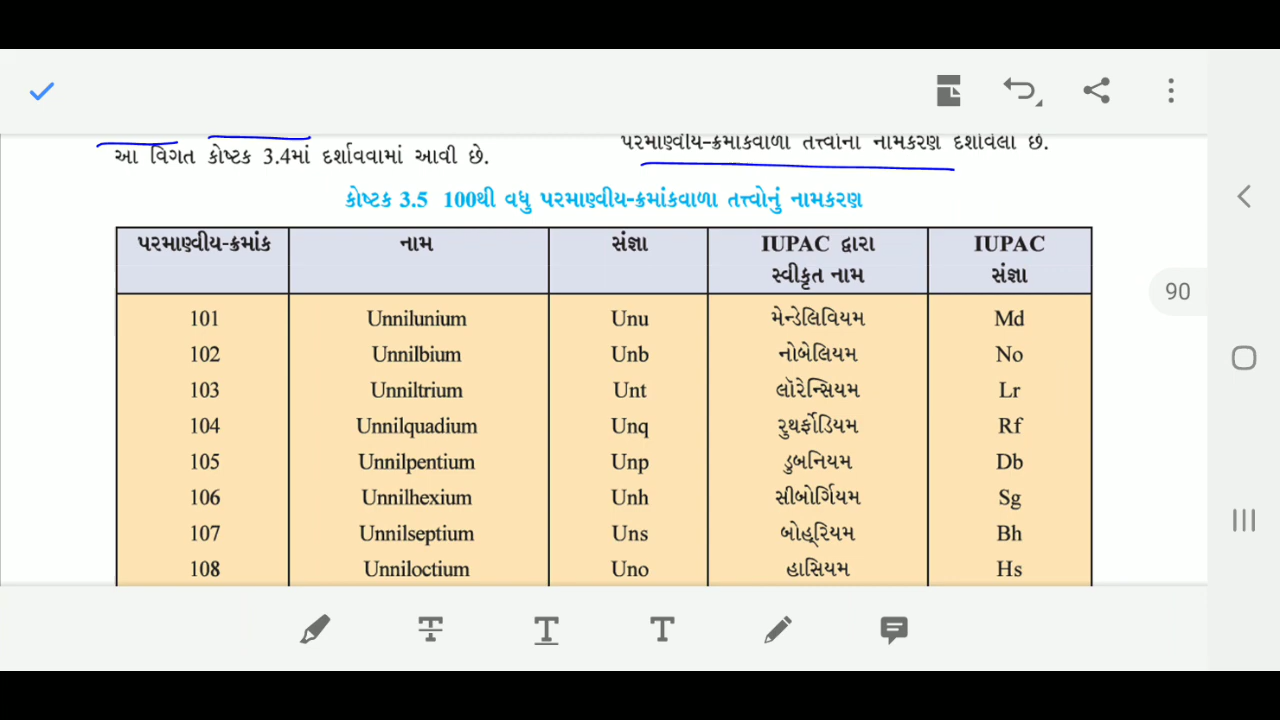 આ વિગત કોષ્ટક 3.4માં દર્શાવવામાં આવી છે.
પરમાણ્વીય-ક્રમાંકવાળા તત્ત્વોના નામકરણ દર્શાવેલા છે.
કોષ્ટક 3.5 100થી વધુ પરમાણ્વીય-ક્રમાંકવાળા તત્ત્વોનું નામકરણ
પરમાણ્વીય-ક્રમાંક નામ સંજ્ઞા IUPAC દ્વારા IUPAC
સ્વીકૃત નામ સંજ્ઞા
101 Unnilunium Unu મેન્ડેલિવિયમ Md
102 Unnilbium Unb નોબેલિયમ No
103 Unniltrium Unt લૉરેન્સિયમ Lr
104 Unnilquadium Unq રુથર્ફોડિયમ Rf
105 Unnilpentium Unp ડુબનિયમ Db
106 Unnilhexium Unh સીબોર્ગિયમ Sg
107 Unnilseptium Uns બોહ્રિયમ Bh
108 Unniloctium Uno હાસિયમ Hs
90